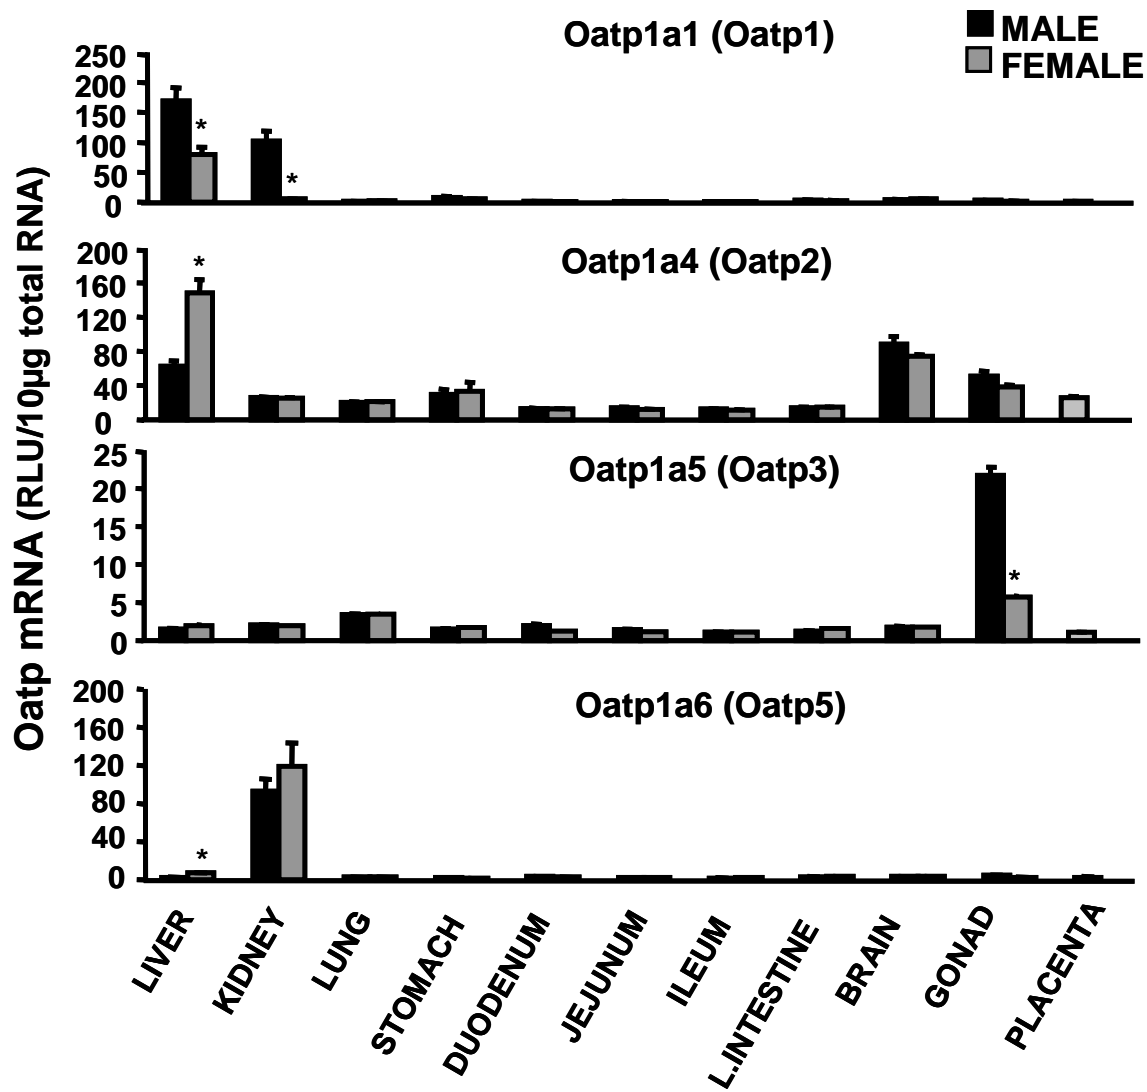 Oatp1a1 (Oatp1)
MALE
FEMALE
250
200
150
100
50
0
*
*
Oatp mRNA (RLU/10µg total RNA)
Oatp1a4 (Oatp2)
200
160
120
80
40
0
*
Oatp1a5 (Oatp3)
25
20
15
10
5
0
*
Oatp1a6 (Oatp5)
200
160
120
80
40
0
*
LIVER
KIDNEY
LUNG
STOMACH
DUODENUM
JEJUNUM
ILEUM
L.INTESTINE
BRAIN
GONAD
PLACENTA